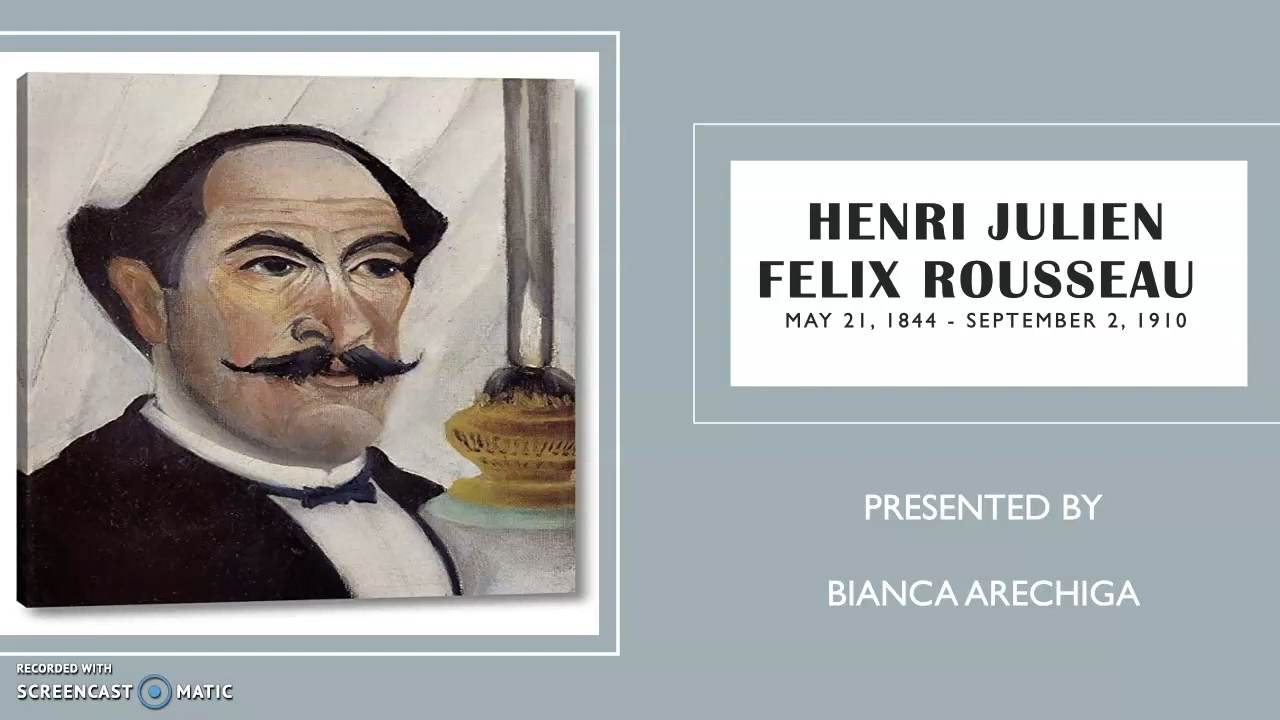 HENRI JULIEN
FELIX ROUSSEAU
MAY 21, 1844 - SEPTEMBER 2, 1910
PRESENTED BY
BIANCA ARECHIGA
RECORDED WITH
SCREENCAST MATIC